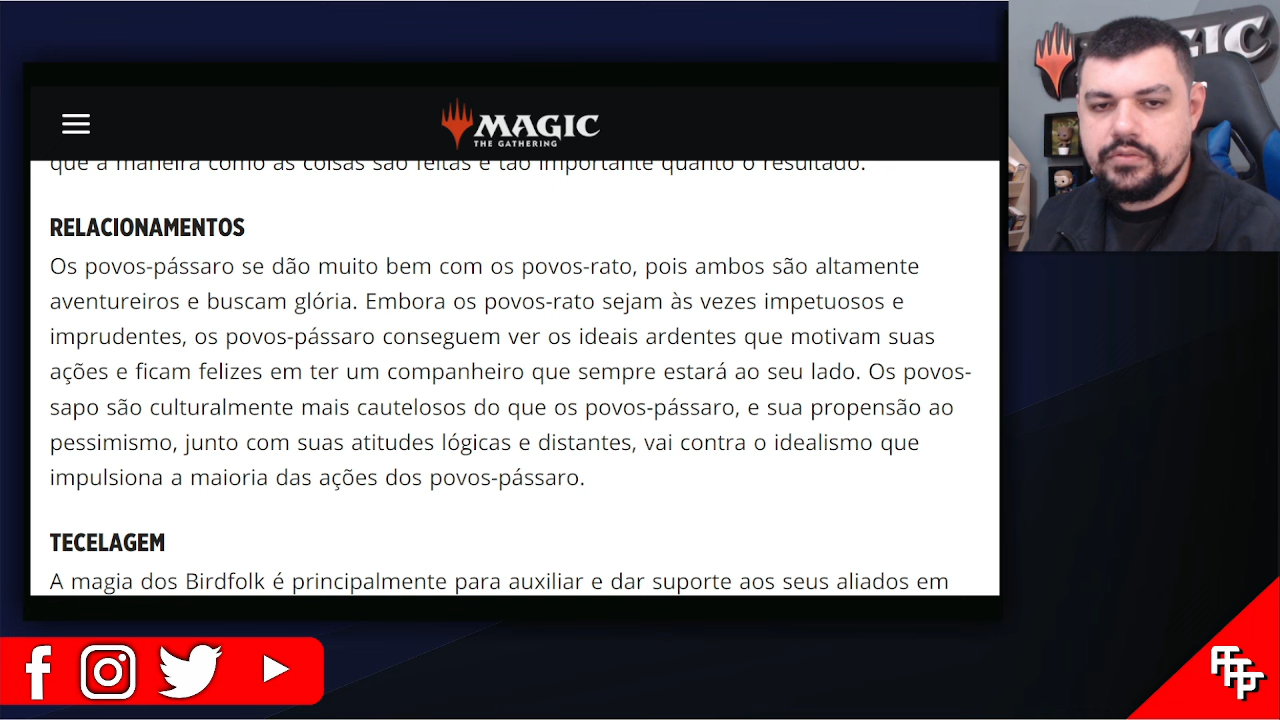 MAGIC
THE GATHERING
que a maneira como as coisas são feitas é tão importante quanto o resultado.
RELACIONAMENTOS
Os povos-pássaro se dão muito bem com os povos-rato, pois ambos são altamente
aventureiros e buscam glória. Embora os povos-rato sejam às vezes impetuosos e
imprudentes, os povos-pássaro conseguem ver os ideais ardentes que motivam suas
ações e ficam felizes em ter um companheiro que sempre estará ao seu lado. Os povos-
sapo são culturalmente mais cautelosos do que os povos-pássaro, e sua propensão ao
pessimismo, junto com suas atitudes lógicas e distantes, vai contra o idealismo que
impulsiona a maioria das ações dos povos-pássaro.
TECELAGEM
A magia dos Birdfolk é principalmente para auxiliar e dar suporte aos seus aliados em